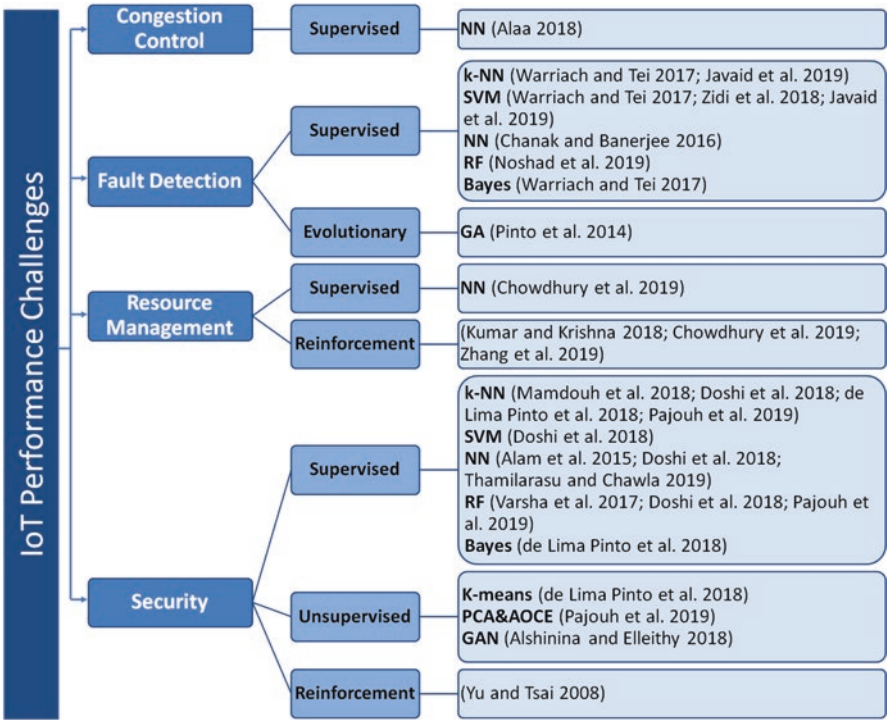 IoT Performance Challenges
Congestion
Control
Supervised
NN (Alaa 2018)
Fault Detection
Supervised
k-NN (Warriach and Tei 2017; Javaid et al. 2019)
SVM (Warriach and Tei 2017; Zidi et al. 2018; Javaid
et al. 2019)
NN (Chanak and Banerjee 2016)
RF (Noshad et al. 2019)
Bayes (Warriach and Tei 2017)
Evolutionary
GA (Pinto et al. 2014)
Resource
Management
Supervised
NN (Chowdhury et al. 2019)
Reinforcement
(Kumar and Krishna 2018; Chowdhury et al. 2019;
Zhang et al. 2019)
Security
Supervised
k-NN (Mamdouh et al. 2018; Doshi et al. 2018; de
Lima Pinto et al. 2018; Pajouh et al. 2019)
SVM (Doshi et al. 2018)
NN (Alam et al. 2015; Doshi et al. 2018;
Thamilarasu and Chawla 2019)
RF (Varsha et al. 2017; Doshi et al. 2018; Pajouh et
al. 2019)
Bayes (de Lima Pinto et al. 2018)
Unsupervised
K-means (de Lima Pinto et al. 2018)
PCA&AOCE (Pajouh et al. 2019)
GAN (Alshinina and Elleithy 2018)
Reinforcement
(Yu and Tsai 2008)